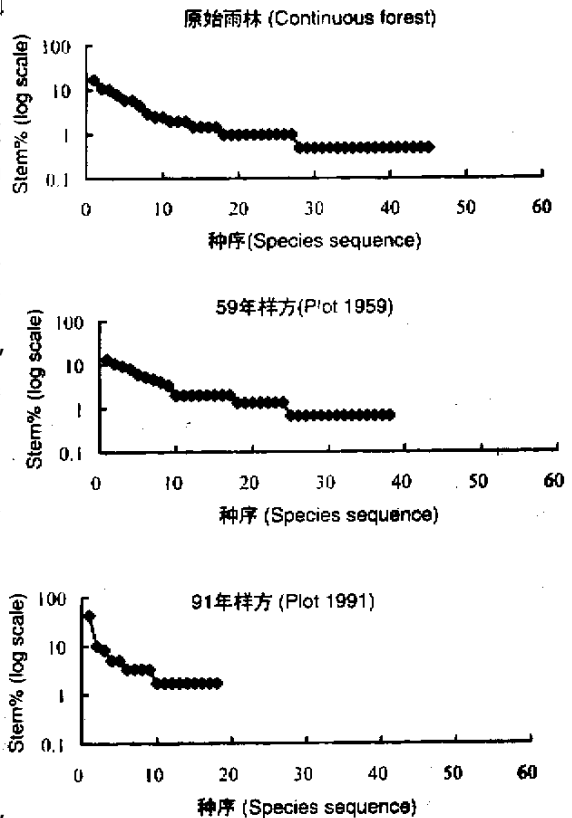 原始雨林 (Continuous forest)
Stem% (log scale)
100
10
1
0.1
0 10 20 30 40 50 60
种序(Species sequence)
59年样方(Plot 1959)
Stem% (log scale)
100
10
1
0.1
0 10 20 30 40 50 60
种序 (Species sequence)
91年样方 (Plot 1991)
Stem% (log scale)
100
10
1
0.1
0 10 20 30 40 50 60
种序 (Species sequence)